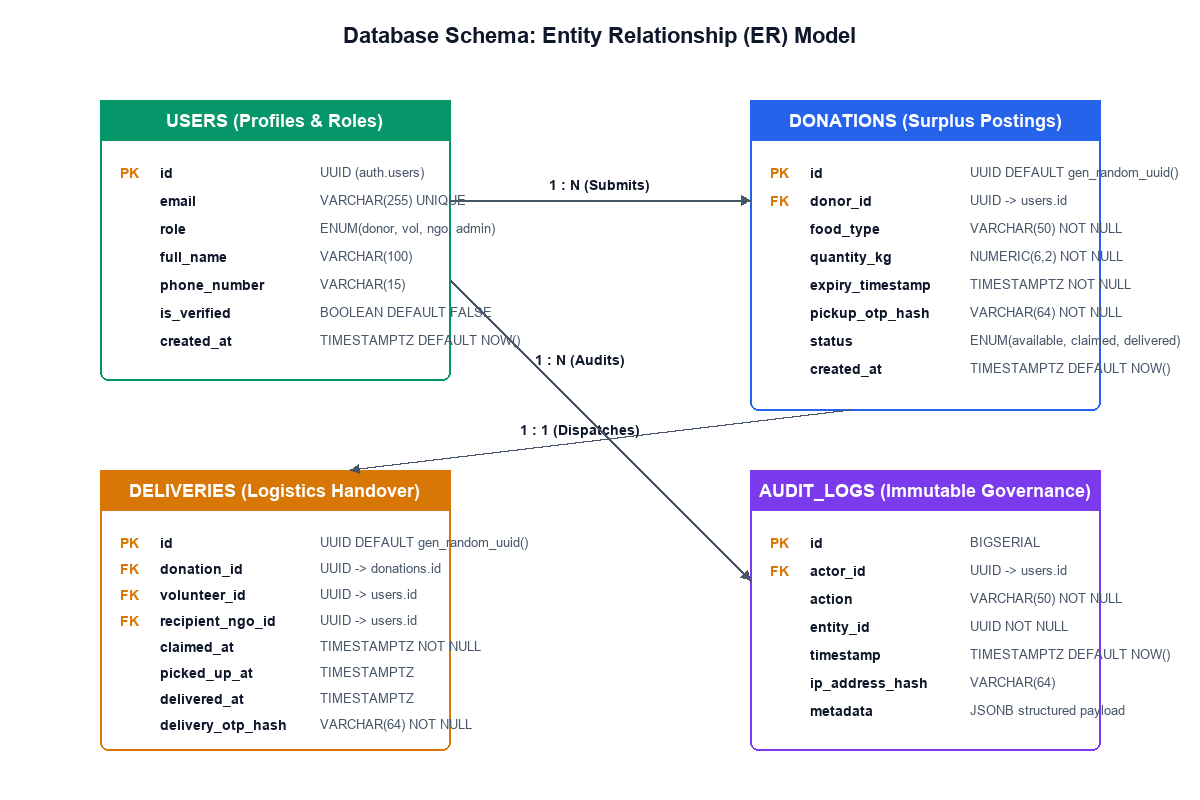 Database Schema: Entity Relationship (ER) Model
USERS (Profiles & Roles)
PK id UUID (auth.users)
email VARCHAR(255) UNIQUE
role ENUM(donor, vol, ngo, admin)
full_name VARCHAR(100)
phone_number VARCHAR(15)
is_verified BOOLEAN DEFAULT FALSE
created_at TIMESTAMPTZ DEFAULT NOW()
1 : N (Submits)
DONATIONS (Surplus Postings)
PK id UUID DEFAULT gen_random_uuid()
FK donor_id UUID -> users.id
food_type VARCHAR(50) NOT NULL
quantity_kg NUMERIC(6,2) NOT NULL
expiry_timestamp TIMESTAMPTZ NOT NULL
pickup_otp_hash VARCHAR(64) NOT NULL
status ENUM(available, claimed, delivered)
created_at TIMESTAMPTZ DEFAULT NOW()
1 : N (Audits)
1 : 1 (Dispatches)
DELIVERIES (Logistics Handover)
PK id UUID DEFAULT gen_random_uuid()
FK donation_id UUID -> donations.id
FK volunteer_id UUID -> users.id
FK recipient_ngo_id UUID -> users.id
claimed_at TIMESTAMPTZ NOT NULL
picked_up_at TIMESTAMPTZ
delivered_at TIMESTAMPTZ
delivery_otp_hash VARCHAR(64) NOT NULL
AUDIT_LOGS (Immutable Governance)
PK id BIGSERIAL
FK actor_id UUID -> users.id
action VARCHAR(50) NOT NULL
entity_id UUID NOT NULL
timestamp TIMESTAMPTZ DEFAULT NOW()
ip_address_hash VARCHAR(64)
metadata JSONB structured payload